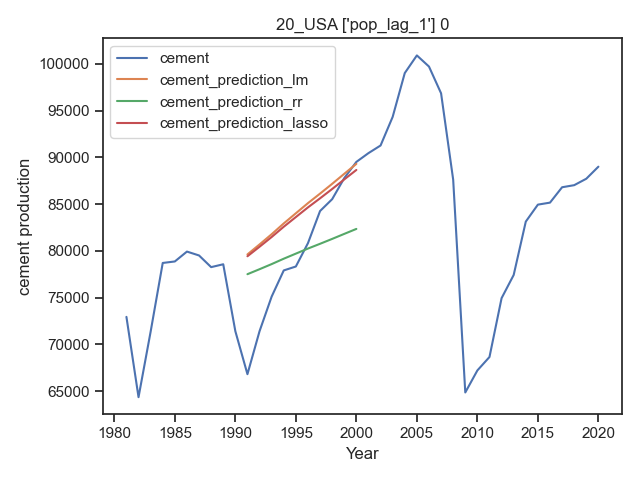 20_USA ['pop_lag_1'] 0
cement
cement_prediction_lm
cement_prediction_rr
cement_prediction_lasso
100000
95000
90000
85000
80000
75000
70000
65000
cement production
1980 1985 1990 1995 2000 2005 2010 2015 2020
Year